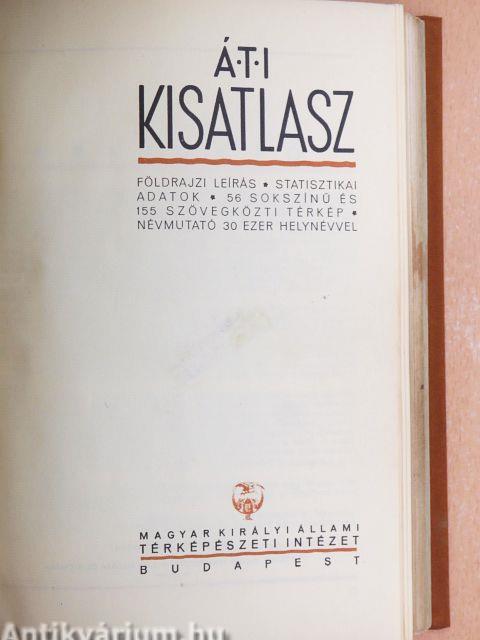 Á·T·I
KISATLASZ
FÖLDRAJZI LEÍRÁS * STATISZTIKAI
ADATOK * 56 SOKSZÍNŰ ÉS
155 SZÖVEGKÖZTI TÉRKÉP *
NÉVMUTATÓ 30 EZER HELYNÉVVEL
MAGYAR KIRÁLYI ÁLLAMI
TÉRKÉPÉSZETI INTÉZET
BUDAPEST
Antikvárium.hu